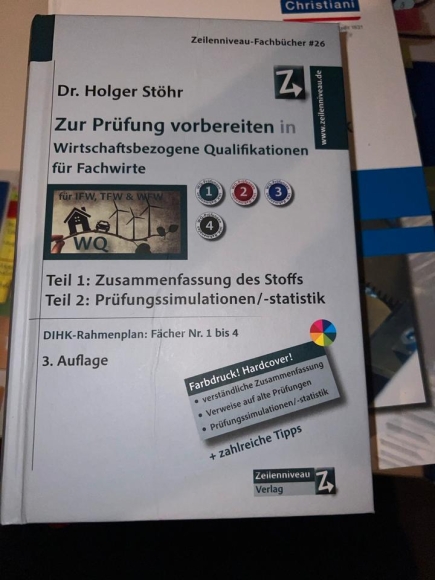 Christiani
Zeilenniveau-Fachbücher #26
Z
www.zeilenniveau.de
Dr. Holger Stöhr
Zur Prüfung vorbereiten in
Wirtschaftsbezogene Qualifikationen
für Fachwirte
für IFW, TFW & WFW
WQ
1 2 3
4
Teil 1: Zusammenfassung des Stoffs
Teil 2: Prüfungssimulationen/-statistik
DIHK-Rahmenplan: Fächer Nr. 1 bis 4
3. Auflage
Farbdruck! Hardcover!
• verständliche Zusammenfassung
• Verweise auf alte Prüfungen
• Prüfungssimulationen/-statistik
+ zahlreiche Tipps
Zeilenniveau
Verlag
Z